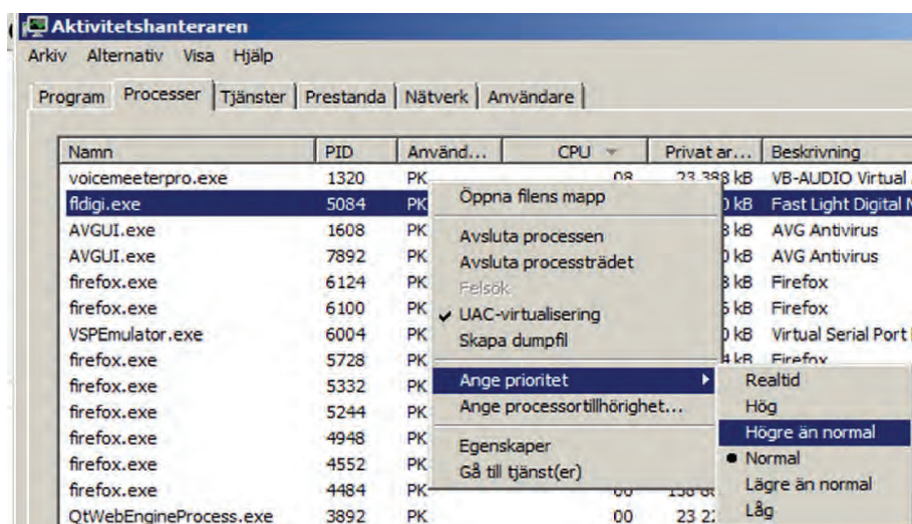 Aktivitetshanteraren
Arkiv Alternativ Visa Hjälp
Program Processer Tjänster Prestanda Nätverk Användare
Namn PID Använd... CPU Privat ar... Beskrivning
voicemeeterpro.exe 1320 PK 08 23 388 kB VB-AUDIO Virtual
fldigi.exe 5084 PK kB Fast Light Digital
AVGUI.exe 1608 PK kB AVG Antivirus
AVGUI.exe 7892 PK kB AVG Antivirus
firefox.exe 6124 PK kB Firefox
firefox.exe 6100 PK kB Firefox
VSPEmulator.exe 6004 PK kB Virtual Serial Port
firefox.exe 5728 PK kB Firefox
firefox.exe 5332 PK
firefox.exe 5244 PK
firefox.exe 4948 PK
firefox.exe 4552 PK
firefox.exe 4484 PK 00
QtWebEngineProcess.exe 3892 PK 00
Öppna filens mapp
Avsluta processen
Avsluta processträdet
Felsök
UAC-virtualisering
Skapa dumpfil
Ange prioritet
Ange processortillhörighet...
Egenskaper
Gå till tjänst(er)
Realtid
Hög
Högre än normal
Normal
Lägre än normal
Låg